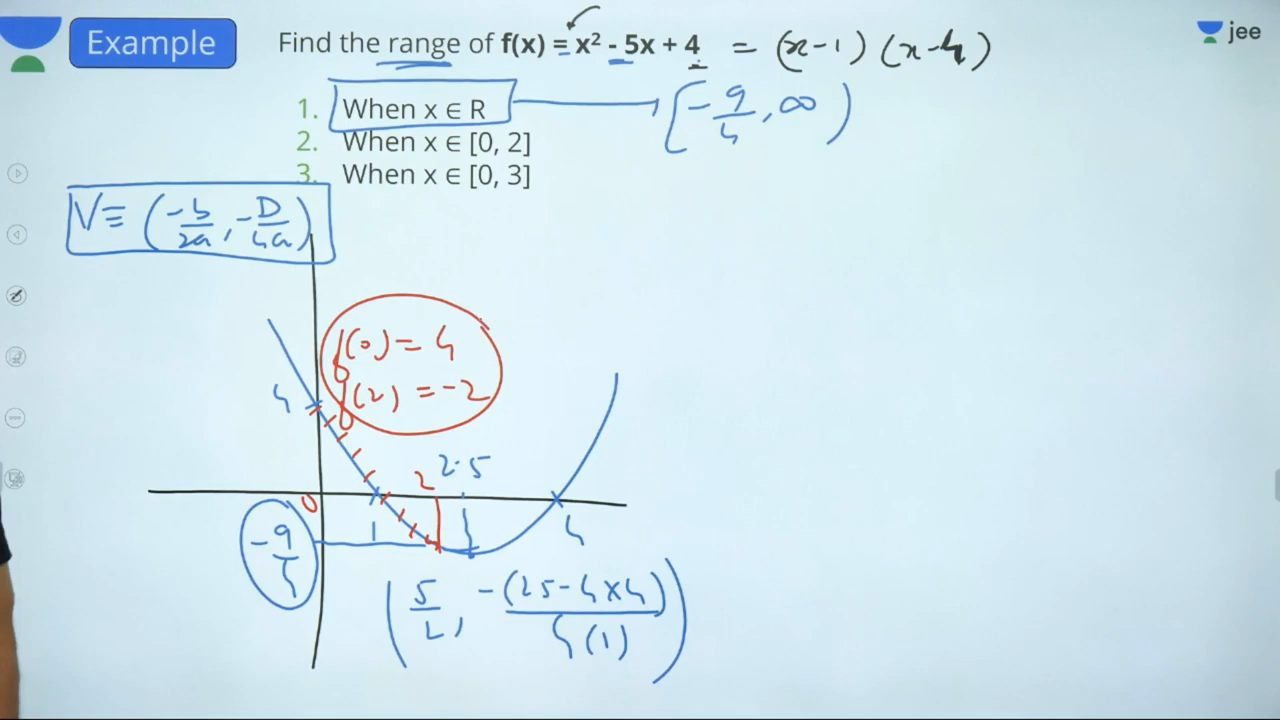 Example
Find the range of f(x) = x² - 5x + 4 = (x-1) (x-4)
jee
1. When x ∈ R
[-9/4, ∞)
2. When x ∈ [0, 2]
3. When x ∈ [0, 3]
V ≡ (-b/2a, -D/4a)
f(0) = 4
f(2) = -2
4
2 2.5
0
1
4
-9/4
(5/2, -(25-4×4)/4(1))